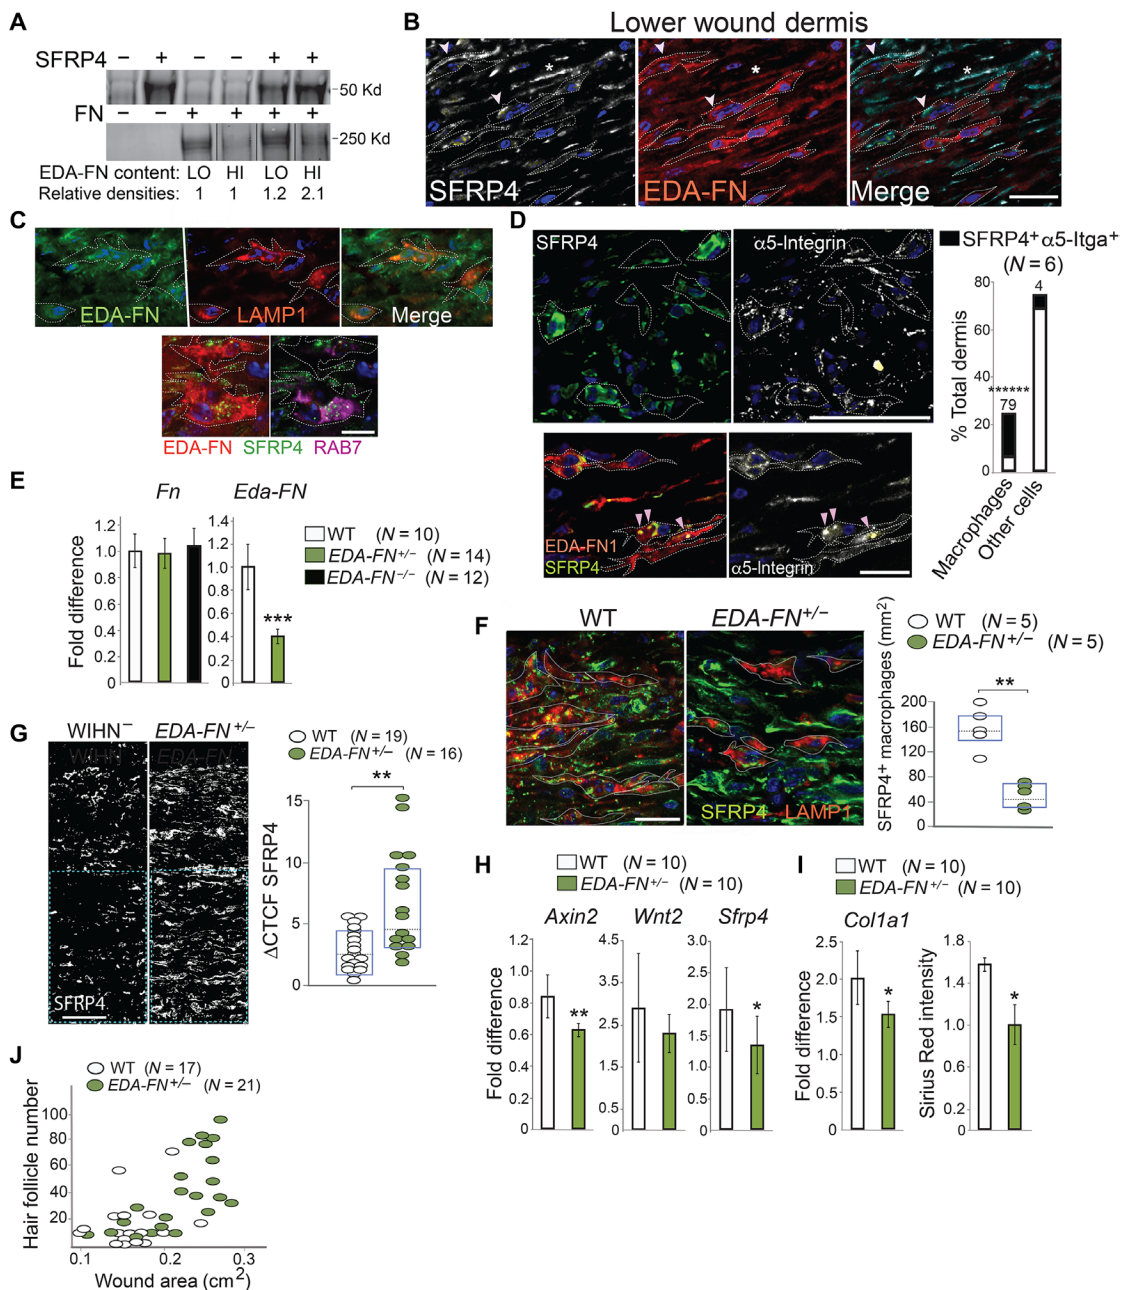 A
SFRP4 − + − − + +
50 Kd
FN − − + + + +
250 Kd
EDA-FN content: LO HI LO HI
Relative densities: 1 1 1.2 2.1
B
Lower wound dermis
*
*
*
SFRP4
EDA-FN
Merge
C
EDA-FN
LAMP1
Merge
EDA-FN SFRP4 RAB7
D
SFRP4
α5-Integrin
SFRP4+α5-Itga+
(N = 6)
% Total dermis
80
60
40
20
0
4
******
79
Macrophages
Other cells
EDA-FN1
SFRP4
α5-Integrin
E
Fn
Eda-FN
Fold difference
1.2
1.0
0.8
0.6
0.4
0.2
0
1.4
1.2
1.0
0.8
0.6
0.4
0.2
0
***
WT (N = 10)
EDA-FN+/− (N = 14)
EDA-FN−/− (N = 12)
F
WT
EDA-FN+/−
SFRP4 LAMP1
WT (N = 5)
EDA-FN+/− (N = 5)
SFRP4+ macrophages (mm2)
200
160
120
80
40
0
**
G
WIHN−
EDA-FN+/−
WIHN
EDA-FN
SFRP4
WT (N = 19)
EDA-FN+/− (N = 16)
ΔCTCF SFRP4
15
10
5
0
**
H
WT (N = 10)
EDA-FN+/− (N = 10)
Axin2
Wnt2
Sfrp4
Fold difference
1.2
1.0
0.8
0.6
0.4
0.2
0
**
4.5
3.5
2.5
1.5
0.5
0
3.0
2.5
2.0
1.5
1.0
0.5
0
*
I
WT (N = 10)
EDA-FN+/− (N = 10)
Col1a1
Fold difference
2.5
2.0
1.5
1.0
0.5
0
*
Sirius Red intensity
1.8
1.4
1.0
0.6
0.2
0
*
J
WT (N = 17)
EDA-FN+/− (N = 21)
Hair follicle number
100
80
60
40
20
0.1
0.2
0.3
Wound area (cm2)